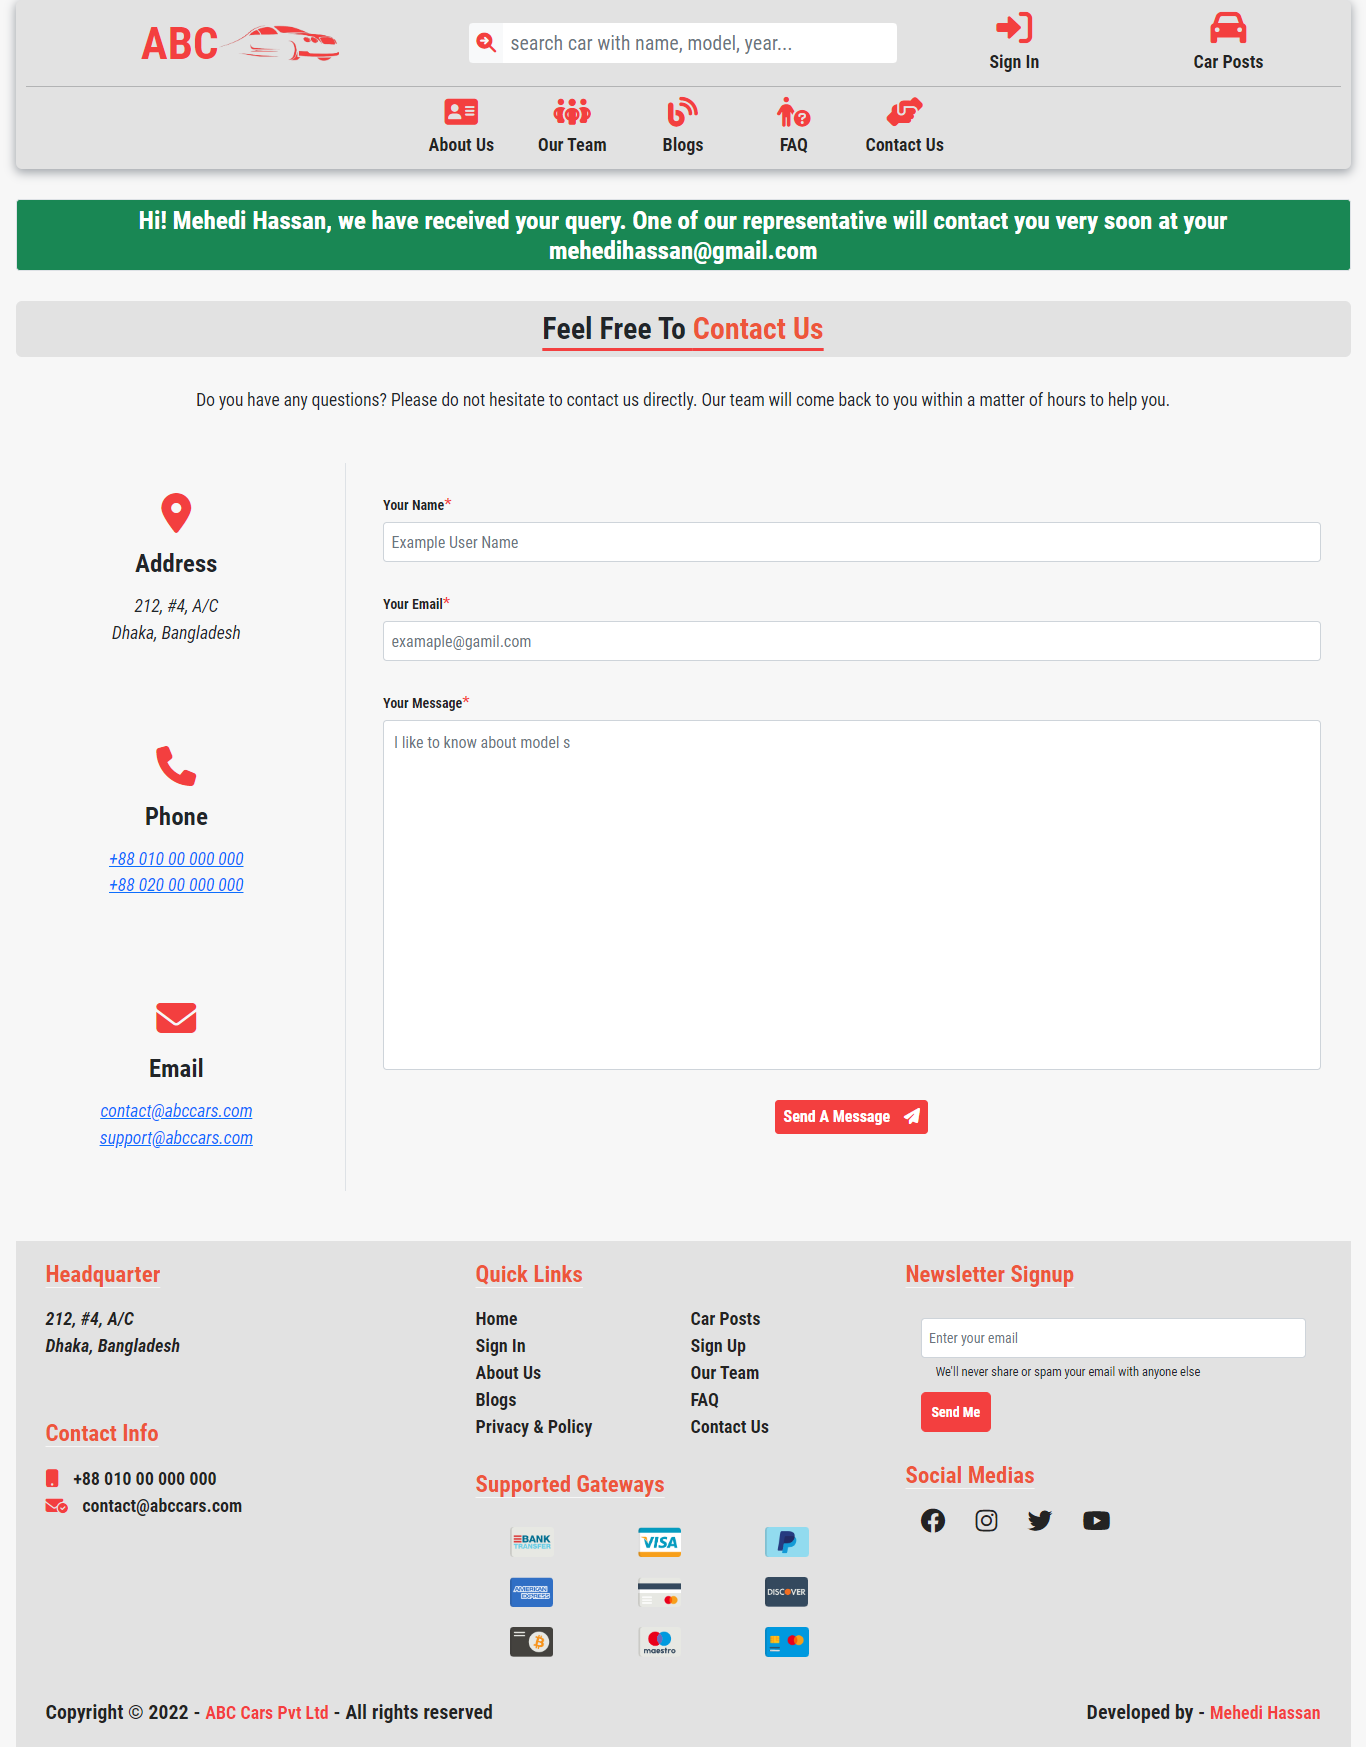 ABC
search car with name, model, year...
Sign In
Car Posts
About Us
Our Team
Blogs
FAQ
Contact Us
Hi! Mehedi Hassan, we have received your query. One of our representative will contact you very soon at your
mehedihassan@gmail.com
Feel Free To Contact Us
Do you have any questions? Please do not hesitate to contact us directly. Our team will come back to you within a matter of hours to help you.
Address
212, #4, A/C
Dhaka, Bangladesh
Phone
+88 010 00 000 000
+88 020 00 000 000
Email
contact@abccars.com
support@abccars.com
Your Name*
Example User Name
Your Email*
examaple@gamil.com
Your Message*
I like to know about model s
Send A Message
Headquarter
212, #4, A/C
Dhaka, Bangladesh
Contact Info
+88 010 00 000 000
contact@abccars.com
Quick Links
Home
Sign In
About Us
Blogs
Privacy & Policy
Car Posts
Sign Up
Our Team
FAQ
Contact Us
Supported Gateways
BANK
TRANSFER
VISA
AMERICAN
EXPRESS
DISCOVER
maestro
Newsletter Signup
Enter your email
We'll never share or spam your email with anyone else
Send Me
Social Medias
Copyright © 2022 - ABC Cars Pvt Ltd - All rights reserved
Developed by - Mehedi Hassan